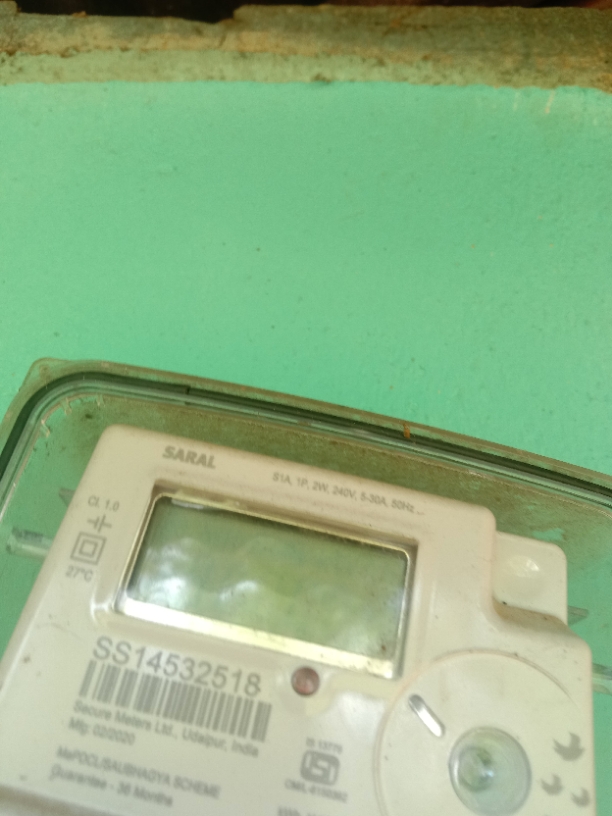 SARAL
S1A, 1P, 2W, 240V, 5-30A, 50Hz ...
Cl. 1.0
27°C
SS14532518
Secure Meters Ltd., Udaipur, India
Mfg: 02/2020
MePDCL/SAUBHAGYA SCHEME
Guarantee - 36 Months
IS 13779